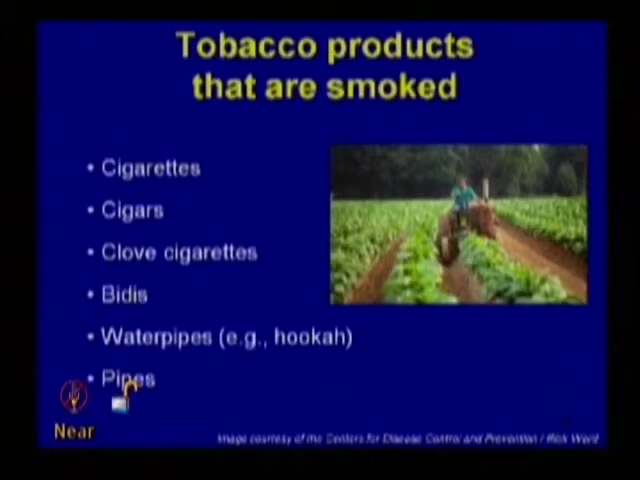 Tobacco products
that are smoked
• Cigarettes
• Cigars
• Clove cigarettes
• Bidis
• Waterpipes (e.g., hookah)
• Pipes
Near
Image courtesy of the Centers for Disease Control and Prevention / Rick Ward